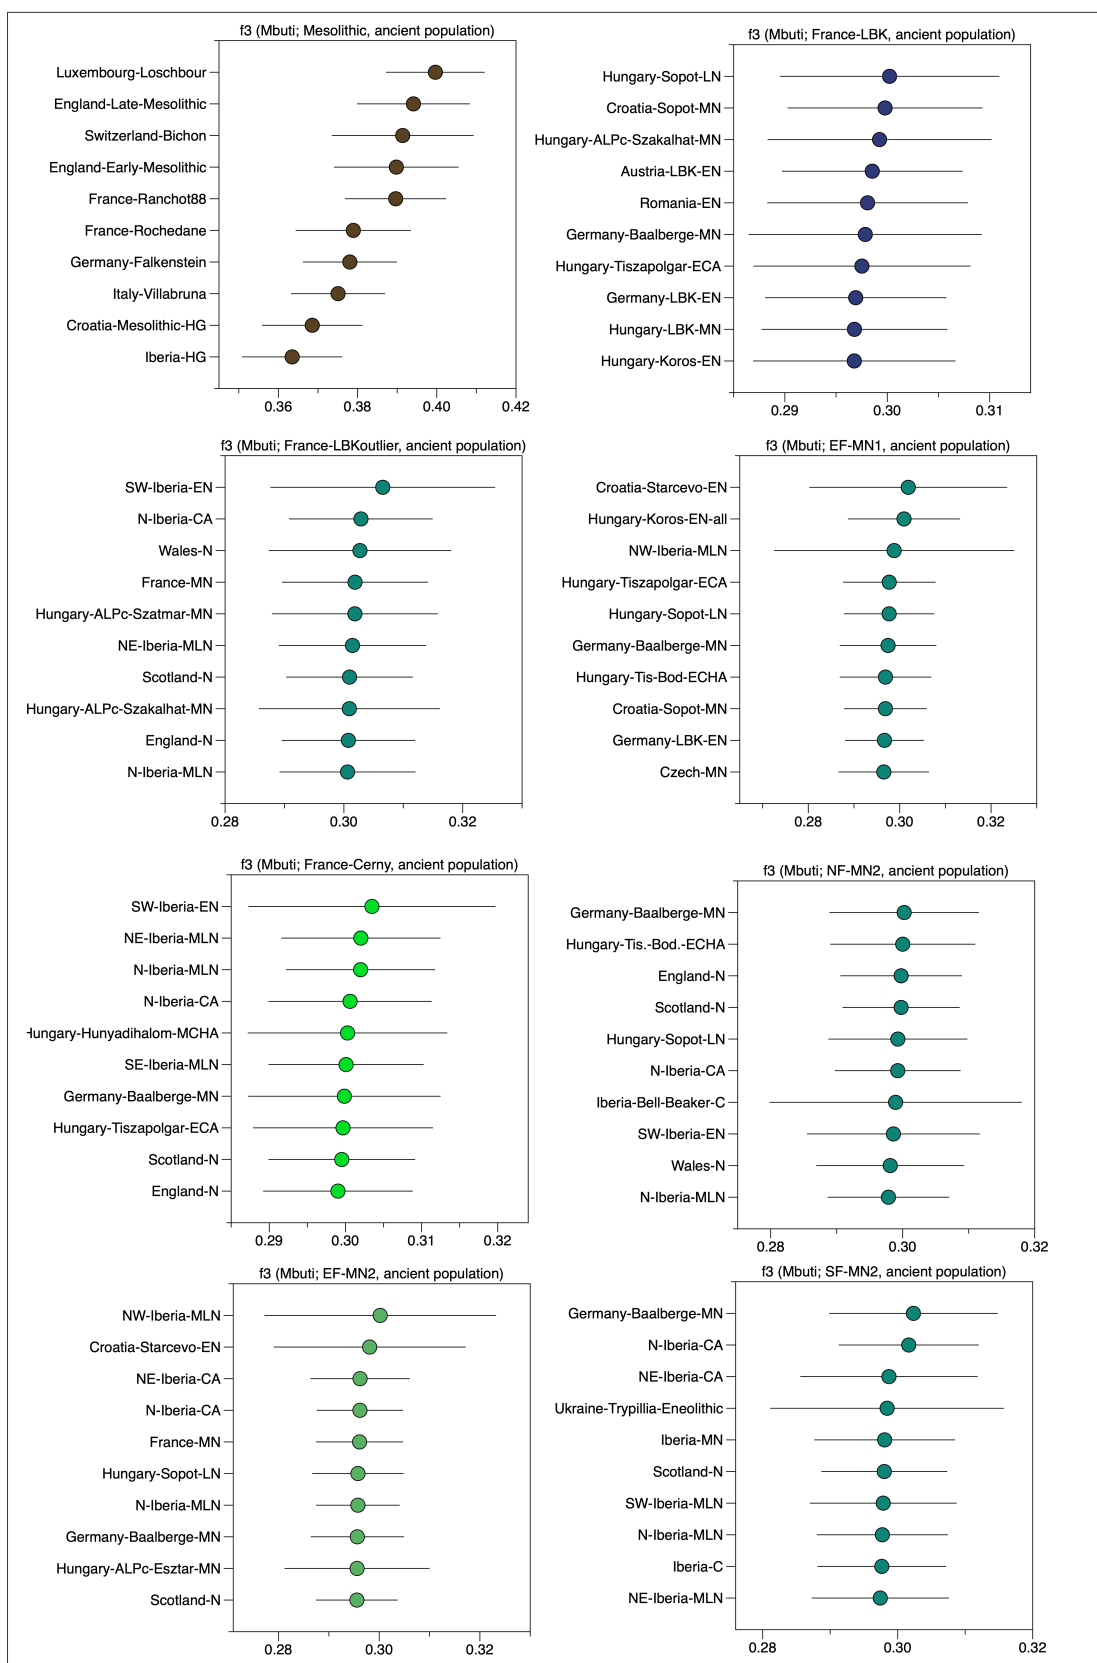 f3 (Mbuti; Mesolithic, ancient population)
Luxembourg-Loschbour
England-Late-Mesolithic
Switzerland-Bichon
England-Early-Mesolithic
France-Ranchot88
France-Rochedane
Germany-Falkenstein
Italy-Villabruna
Croatia-Mesolithic-HG
Iberia-HG
0.36 0.38 0.40 0.42
f3 (Mbuti; France-LBK, ancient population)
Hungary-Sopot-LN
Croatia-Sopot-MN
Hungary-ALPc-Szakalhat-MN
Austria-LBK-EN
Romania-EN
Germany-Baalberge-MN
Hungary-Tiszapolgar-ECA
Germany-LBK-EN
Hungary-LBK-MN
Hungary-Koros-EN
0.29 0.30 0.31
f3 (Mbuti; France-LBKoutlier, ancient population)
SW-Iberia-EN
N-Iberia-CA
Wales-N
France-MN
Hungary-ALPc-Szatmar-MN
NE-Iberia-MLN
Scotland-N
Hungary-ALPc-Szakalhat-MN
England-N
N-Iberia-MLN
0.28 0.30 0.32
f3 (Mbuti; EF-MN1, ancient population)
Croatia-Starcevo-EN
Hungary-Koros-EN-all
NW-Iberia-MLN
Hungary-Tiszapolgar-ECA
Hungary-Sopot-LN
Germany-Baalberge-MN
Hungary-Tis-Bod-ECHA
Croatia-Sopot-MN
Germany-LBK-EN
Czech-MN
0.28 0.30 0.32
f3 (Mbuti; France-Cerny, ancient population)
SW-Iberia-EN
NE-Iberia-MLN
N-Iberia-MLN
N-Iberia-CA
Hungary-Hunyadihalom-MCHA
SE-Iberia-MLN
Germany-Baalberge-MN
Hungary-Tiszapolgar-ECA
Scotland-N
England-N
0.29 0.30 0.31 0.32
f3 (Mbuti; NF-MN2, ancient population)
Germany-Baalberge-MN
Hungary-Tis.-Bod.-ECHA
England-N
Scotland-N
Hungary-Sopot-LN
N-Iberia-CA
Iberia-Bell-Beaker-C
SW-Iberia-EN
Wales-N
N-Iberia-MLN
0.28 0.30 0.32
f3 (Mbuti; EF-MN2, ancient population)
NW-Iberia-MLN
Croatia-Starcevo-EN
NE-Iberia-CA
N-Iberia-CA
France-MN
Hungary-Sopot-LN
N-Iberia-MLN
Germany-Baalberge-MN
Hungary-ALPc-Esztar-MN
Scotland-N
0.28 0.30 0.32
f3 (Mbuti; SF-MN2, ancient population)
Germany-Baalberge-MN
N-Iberia-CA
NE-Iberia-CA
Ukraine-Trypillia-Eneolithic
Iberia-MN
Scotland-N
SW-Iberia-MLN
N-Iberia-MLN
Iberia-C
NE-Iberia-MLN
0.28 0.30 0.32